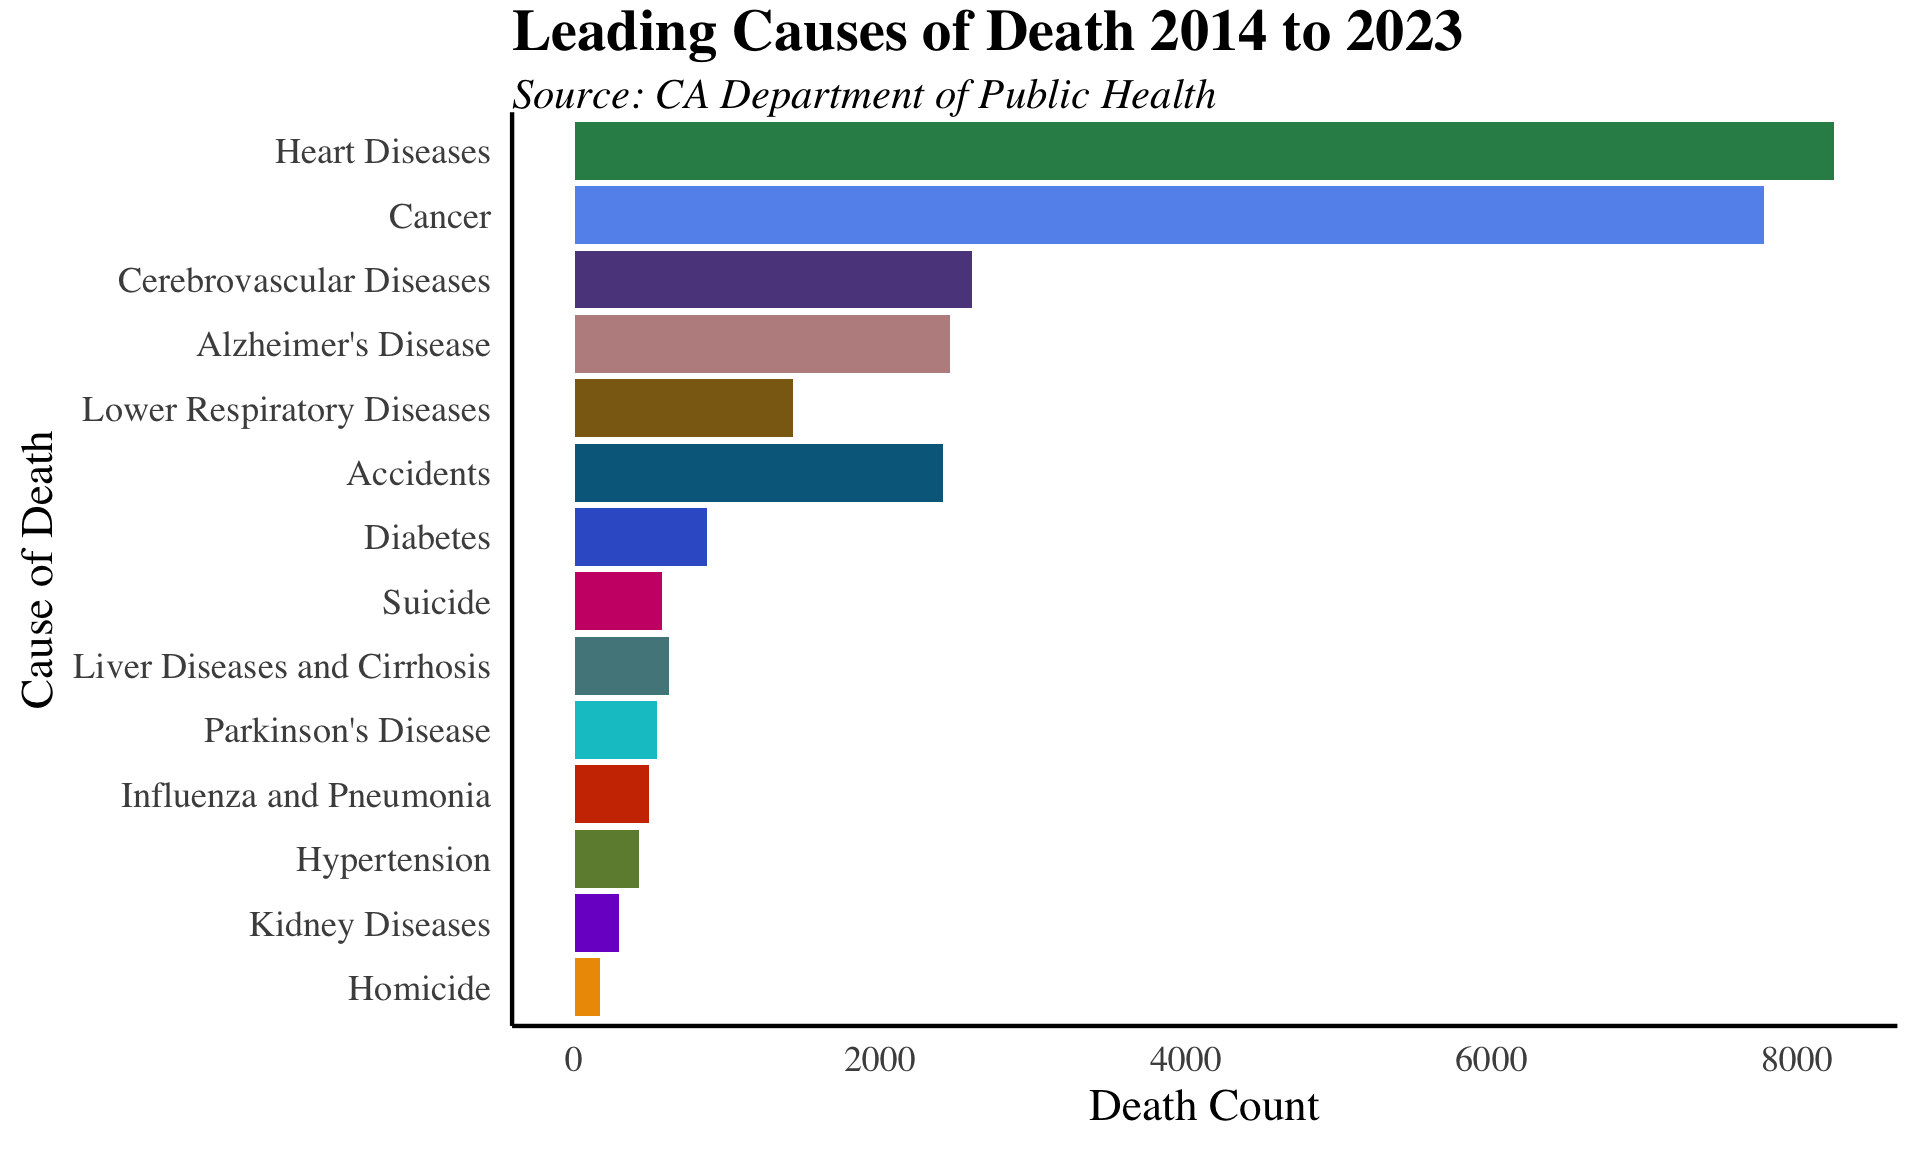 Leading Causes of Death 2014 to 2023
Source: CA Department of Public Health
Cause of Death
Heart Diseases
Cancer
Cerebrovascular Diseases
Alzheimer's Disease
Lower Respiratory Diseases
Accidents
Diabetes
Suicide
Liver Diseases and Cirrhosis
Parkinson's Disease
Influenza and Pneumonia
Hypertension
Kidney Diseases
Homicide
0 2000 4000 6000 8000
Death Count